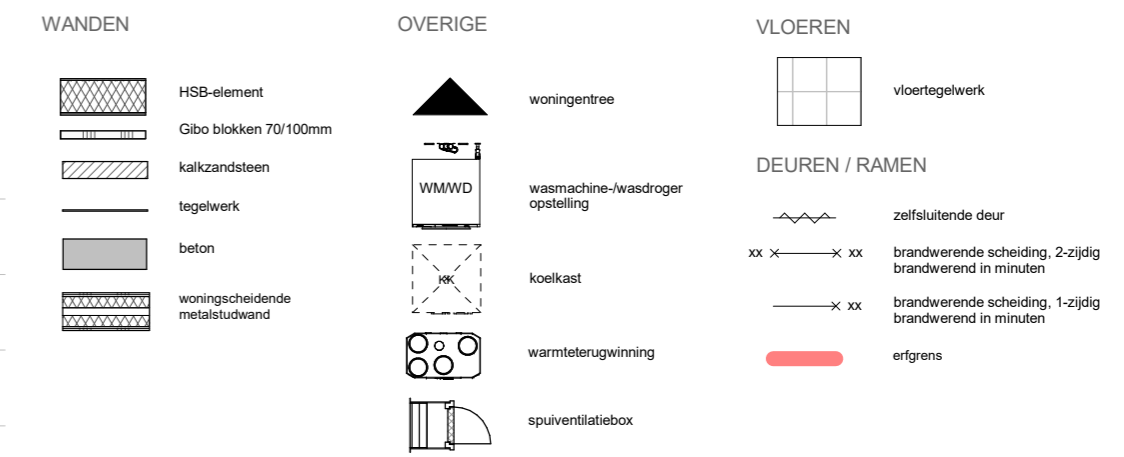 WANDEN
HSB-element
Gibo blokken 70/100mm
kalkzandsteen
tegelwerk
beton
woningscheidende
metalstudwand
OVERIGE
woningentree
WM/WD
wasmachine-/wasdroger
opstelling
KK
koelkast
warmteterugwinning
spuiventilatiebox
VLOEREN
vloertegelwerk
DEUREN / RAMEN
zelfsluitende deur
xx xx
brandwerende scheiding, 2-zijdig
brandwerend in minuten
xx
brandwerende scheiding, 1-zijdig
brandwerend in minuten
erfgrens